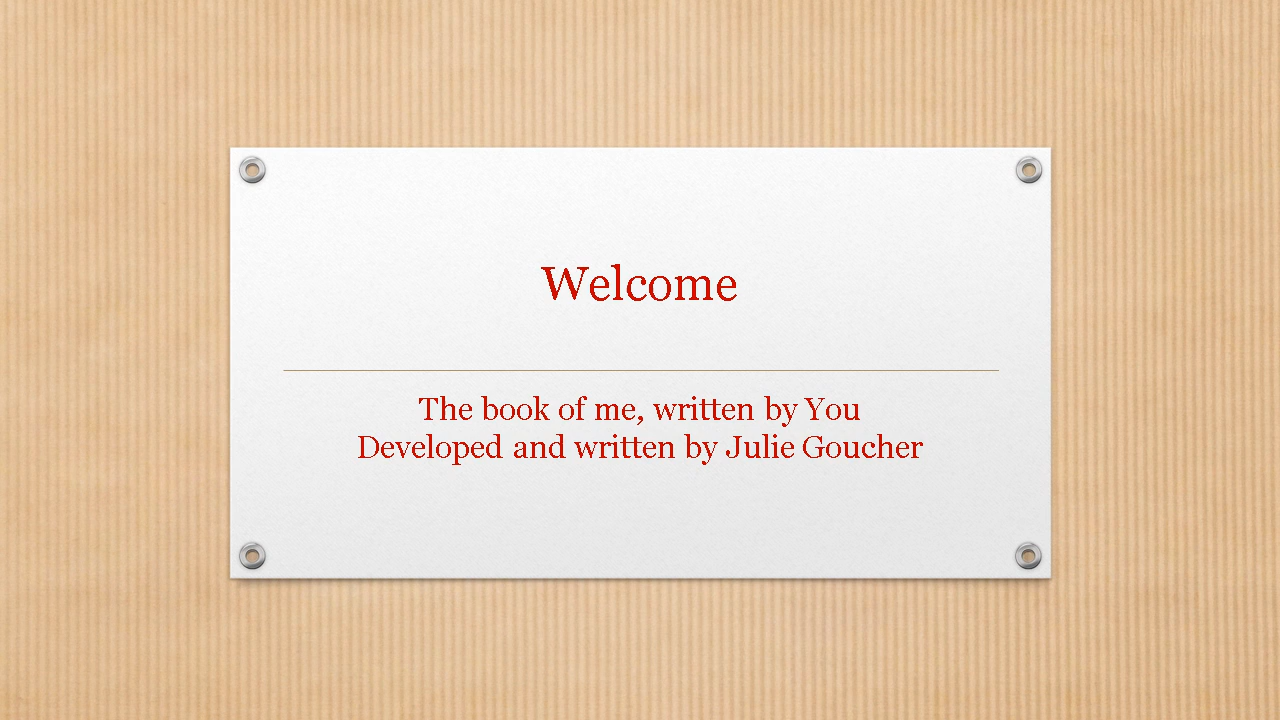 Welcome
The book of me, written by You
Developed and written by Julie Goucher